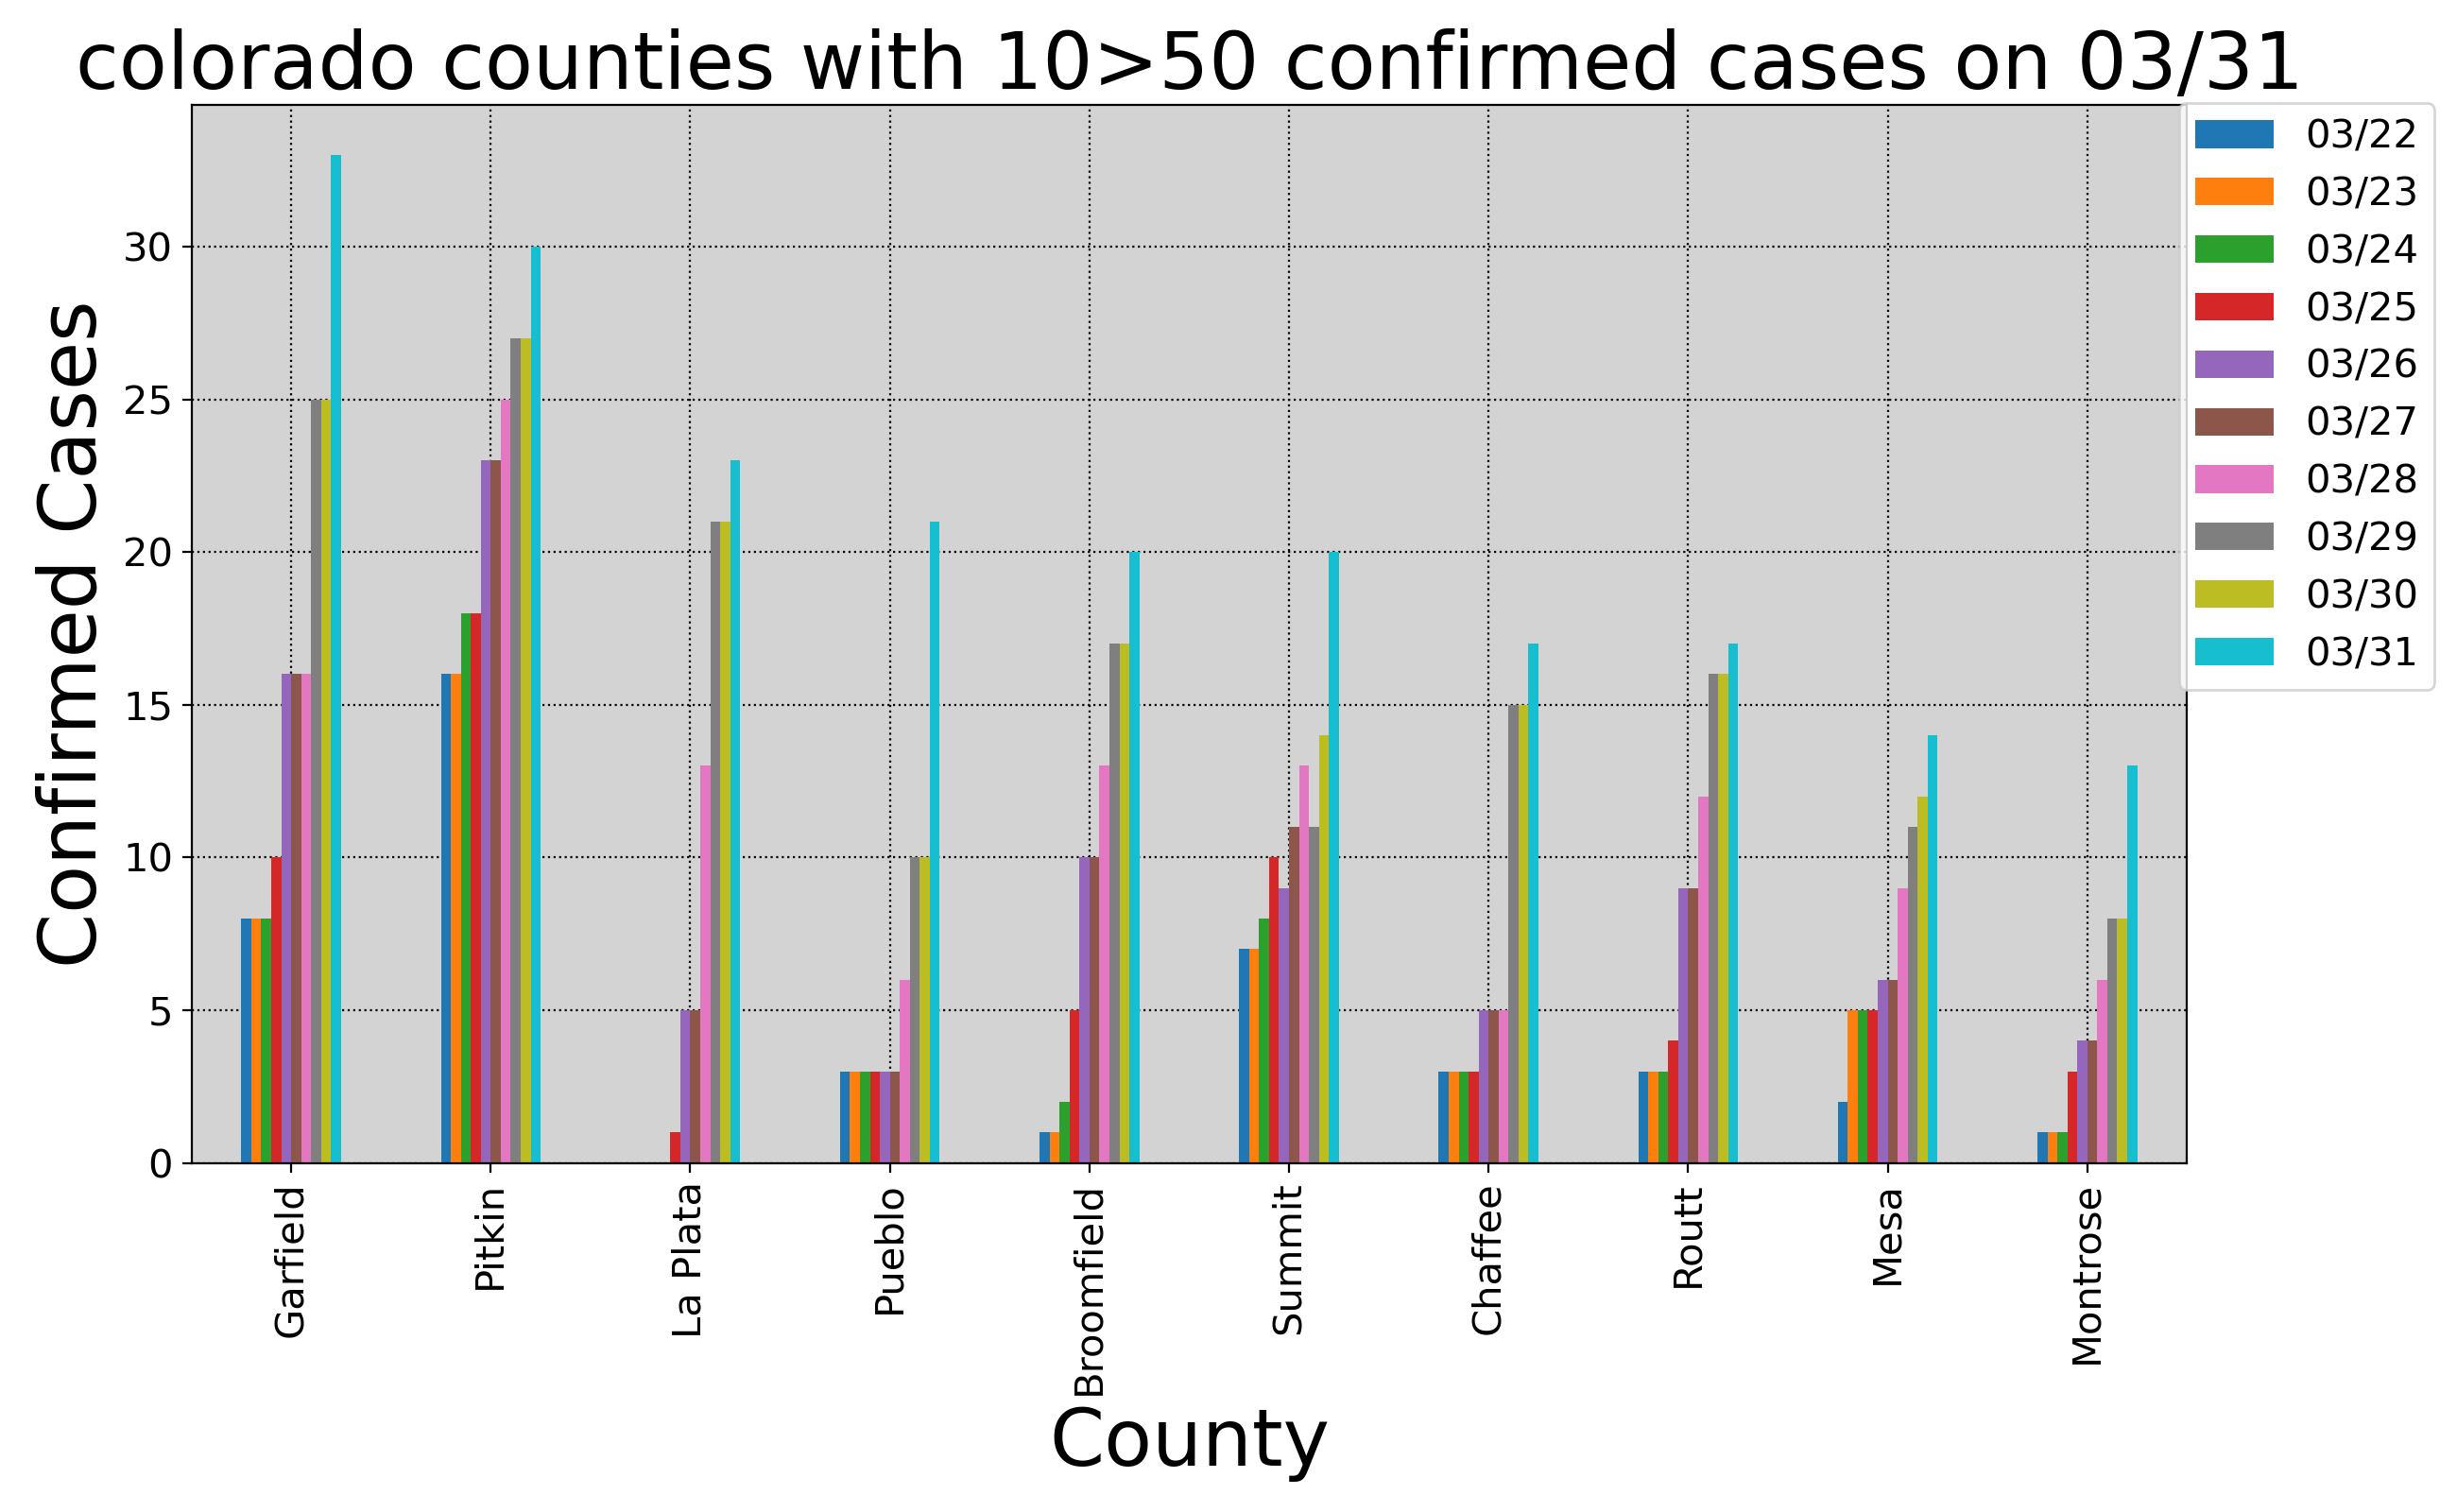 colorado counties with 10>50 confirmed cases on 03/31
Confirmed Cases
30
25
20
15
10
5
0
03/22
03/23
03/24
03/25
03/26
03/27
03/28
03/29
03/30
03/31
Garfield
Pitkin
La Plata
Pueblo
Broomfield
Summit
Chaffee
Routt
Mesa
Montrose
County